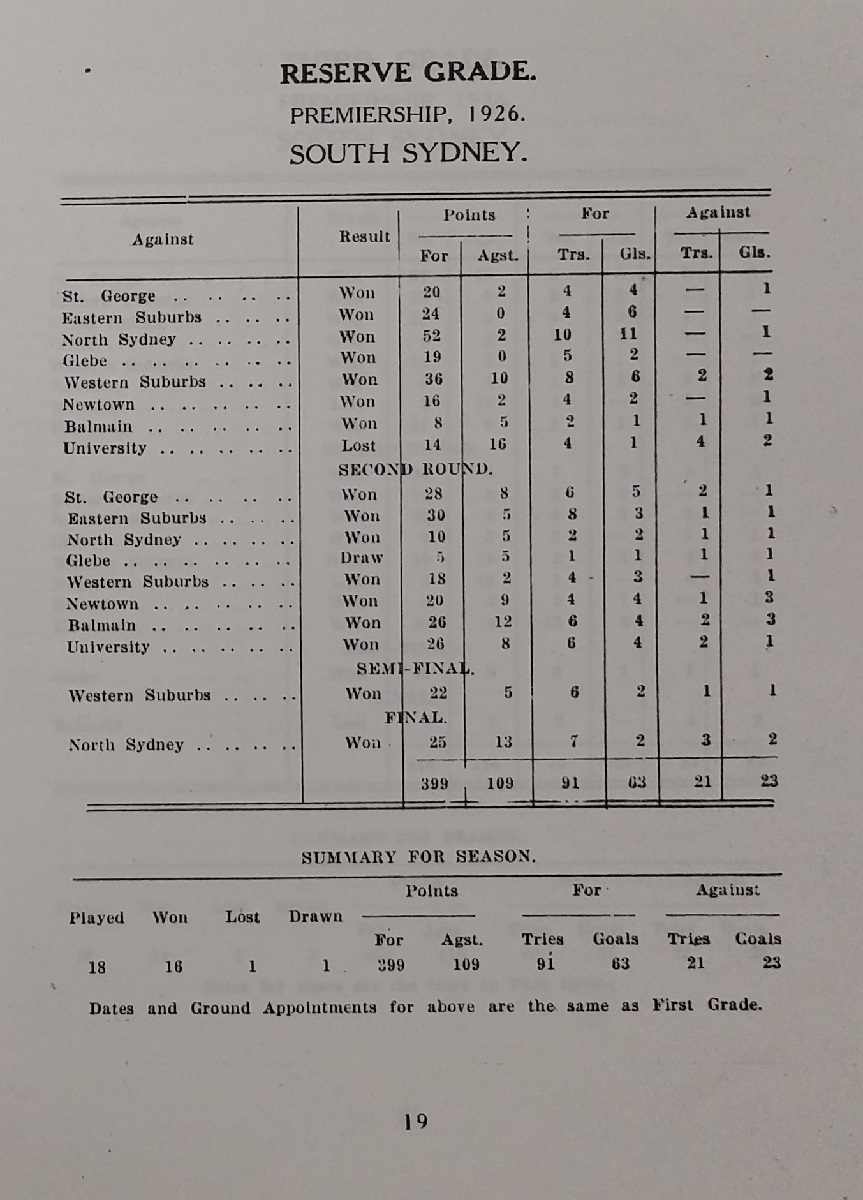 RESERVE GRADE.
PREMIERSHIP, 1926.
SOUTH SYDNEY.
Against Result Points For Against
For Agst. Trs. Gls. Trs. Gls.
St. George .. .. .. .. Won 20 2 4 4 — 1
Eastern Suburbs .. .. .. Won 24 0 4 6 — —
North Sydney .. .. .. .. Won 52 2 10 11 — 1
Glebe .. .. .. .. .. .. Won 19 0 5 2 — —
Western Suburbs .. .. .. Won 36 10 8 6 2 2
Newtown .. .. .. .. .. Won 16 2 4 2 — 1
Balmain .. .. .. .. .. Won 8 5 2 1 1 1
University .. .. .. .. .. Lost 14 16 4 1 4 2
SECOND ROUND.
St. George .. .. .. .. Won 28 8 6 5 2 1
Eastern Suburbs .. .. .. Won 30 5 8 3 1 1
North Sydney .. .. .. .. Won 10 5 2 2 1 1
Glebe .. .. .. .. .. .. Draw 5 5 1 1 1 1
Western Suburbs .. .. .. Won 18 2 4 3 — 1
Newtown .. .. .. .. .. Won 20 9 4 4 1 3
Balmain .. .. .. .. .. Won 26 12 6 4 2 3
University .. .. .. .. .. Won 26 8 6 4 2 1
SEMI-FINAL.
Western Suburbs .. .. .. Won 22 5 6 2 1 1
FINAL.
North Sydney .. .. .. .. Won 25 13 7 2 3 2
399 109 91 63 21 23
SUMMARY FOR SEASON.
Points For Against
Played Won Lost Drawn
For Agst. Tries Goals Tries Goals
18 16 1 1 399 109 91 63 21 23
Dates and Ground Appointments for above are the same as First Grade.
19